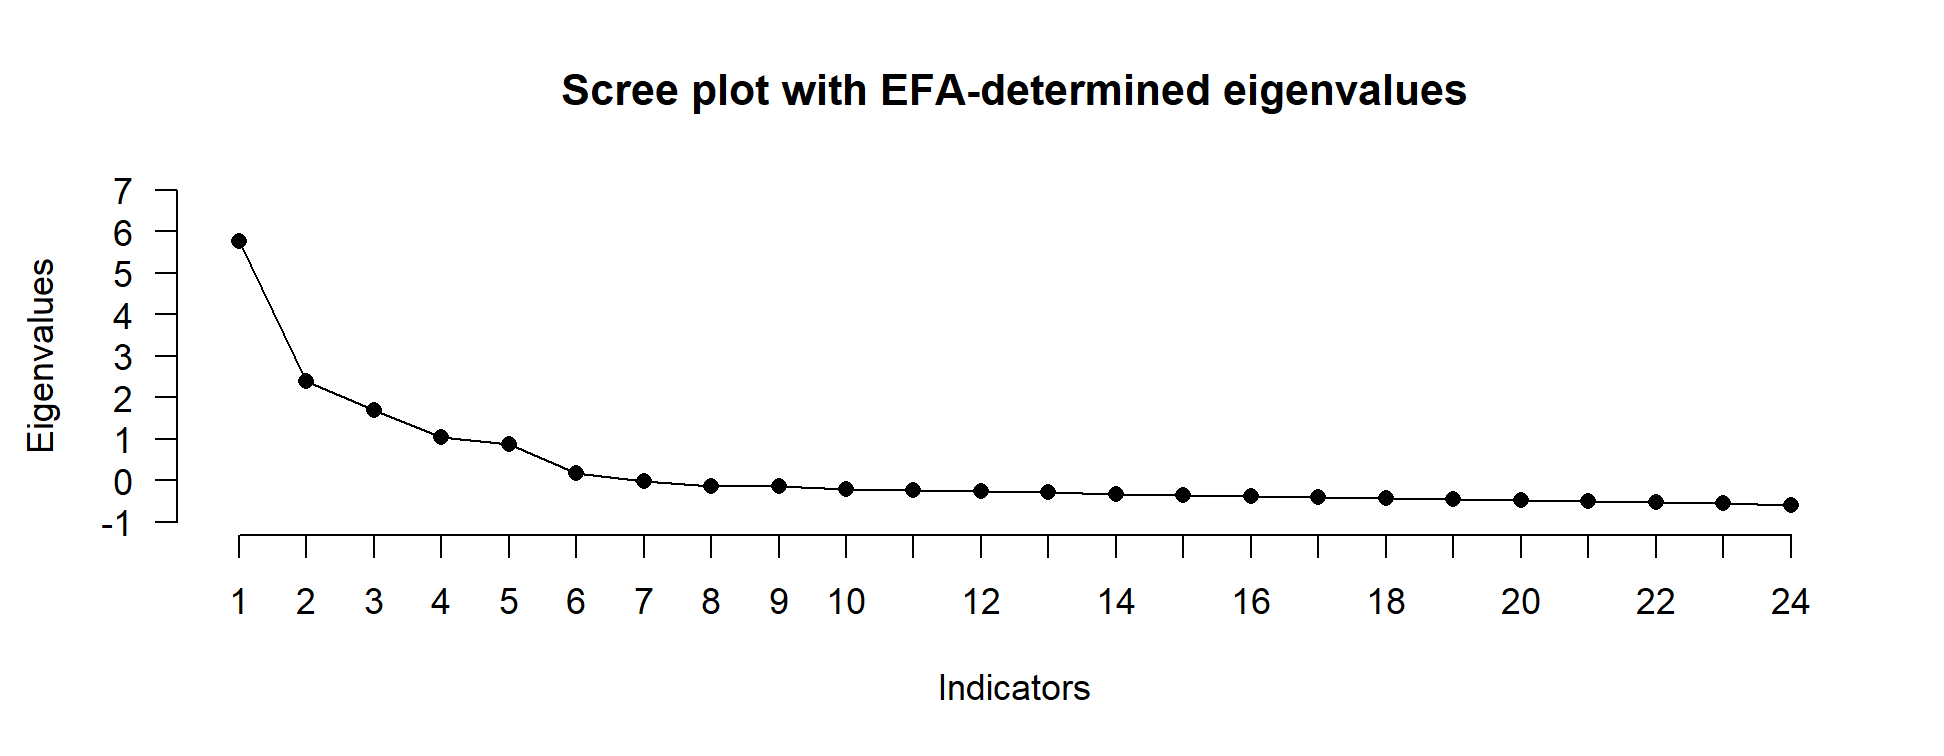 Scree plot with EFA-determined eigenvalues
7
6
5
4
3
2
1
0
-1
Eigenvalues
1 2 3 4 5 6 7 8 9 10 12 14 16 18 20 22 24
Indicators